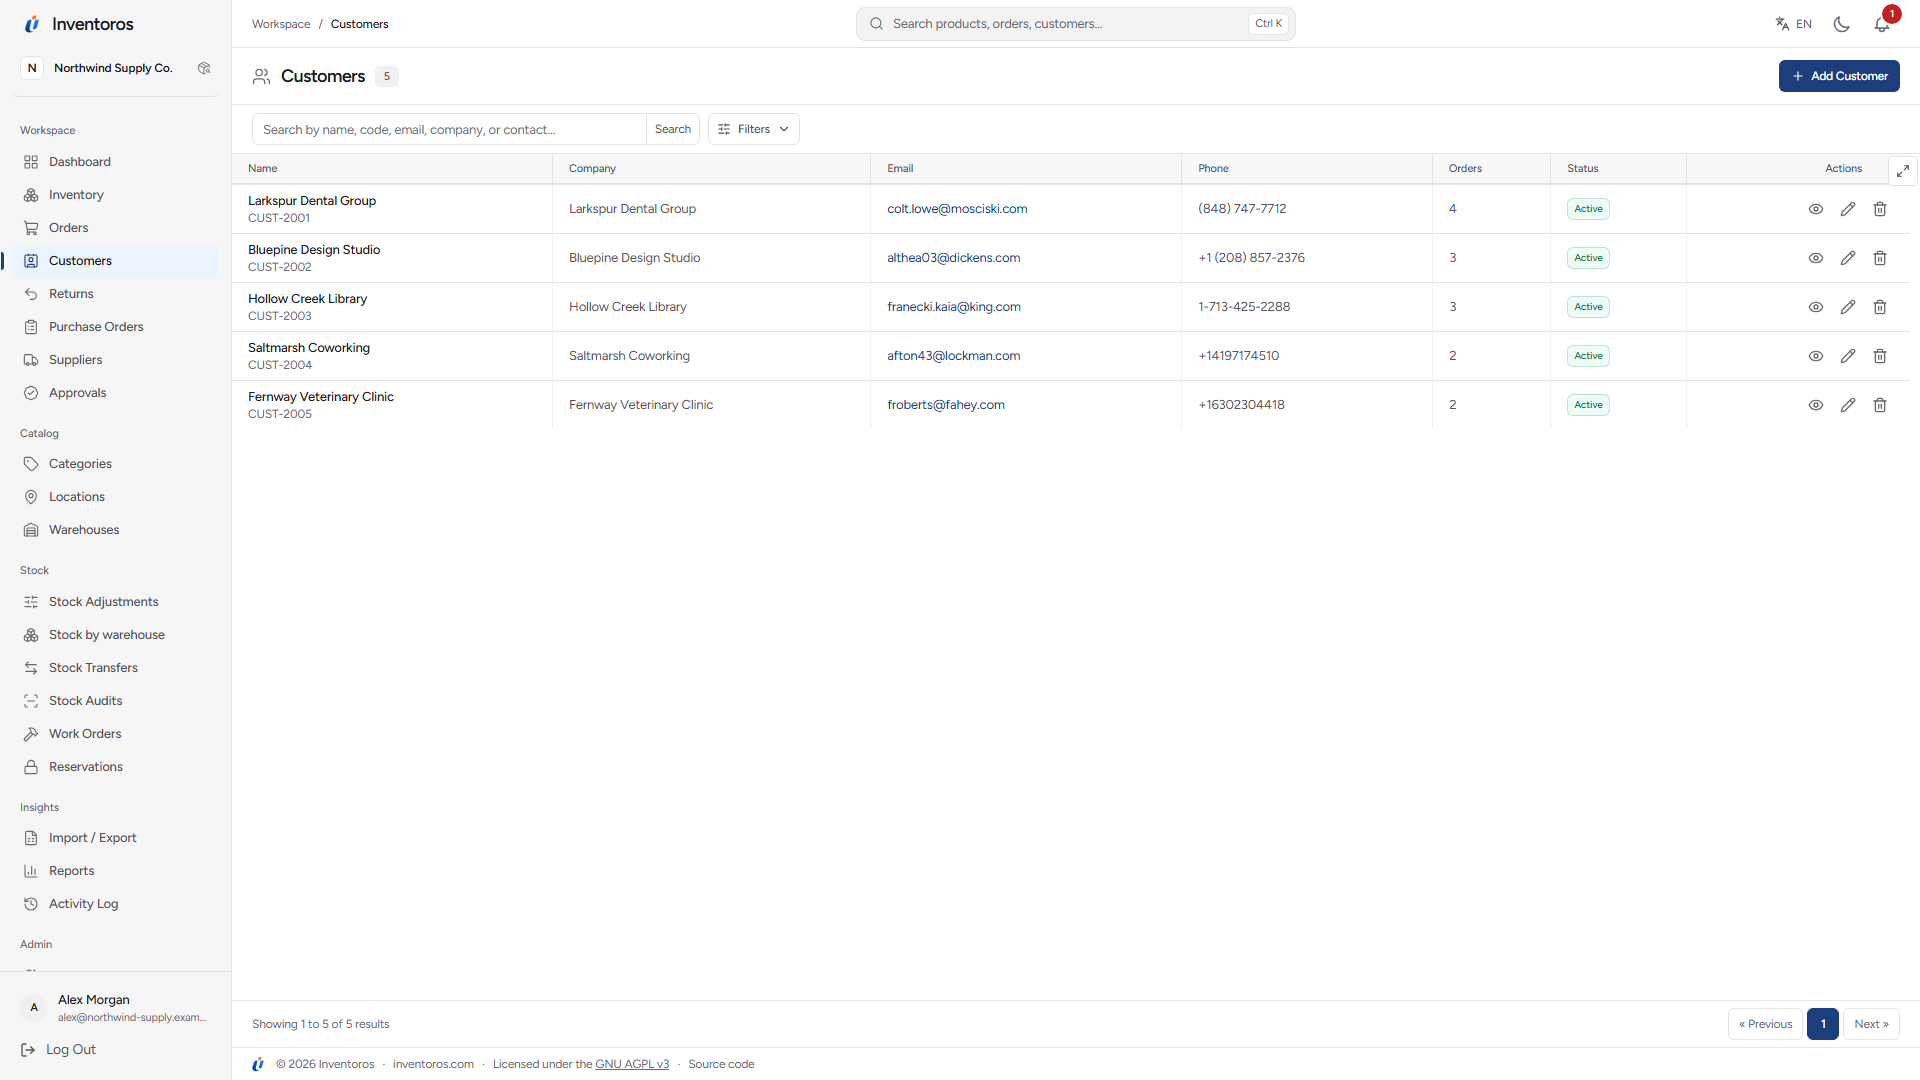 Inventoros
N Northwind Supply Co.
Workspace
Dashboard
Inventory
Orders
Customers
Returns
Purchase Orders
Suppliers
Approvals
Catalog
Categories
Locations
Warehouses
Stock
Stock Adjustments
Stock by warehouse
Stock Transfers
Stock Audits
Work Orders
Reservations
Insights
Import / Export
Reports
Activity Log
Admin
A
Alex Morgan
alex@northwind-supply.exam...
Log Out
Workspace / Customers
Search products, orders, customers... Ctrl K
EN
1
Customers 5
Add Customer
Search by name, code, email, company, or contact... Search Filters
Name Company Email Phone Orders Status Actions
Larkspur Dental Group
CUST-2001
Larkspur Dental Group colt.lowe@mosciski.com (848) 747-7712 4 Active
Bluepine Design Studio
CUST-2002
Bluepine Design Studio althea03@dickens.com +1 (208) 857-2376 3 Active
Hollow Creek Library
CUST-2003
Hollow Creek Library franecki.kaia@king.com 1-713-425-2288 3 Active
Saltmarsh Coworking
CUST-2004
Saltmarsh Coworking afton43@lockman.com +14197174510 2 Active
Fernway Veterinary Clinic
CUST-2005
Fernway Veterinary Clinic froberts@fahey.com +16302304418 2 Active
Showing 1 to 5 of 5 results
« Previous 1 Next »
© 2026 Inventoros · inventoros.com · Licensed under the GNU AGPL v3 · Source code